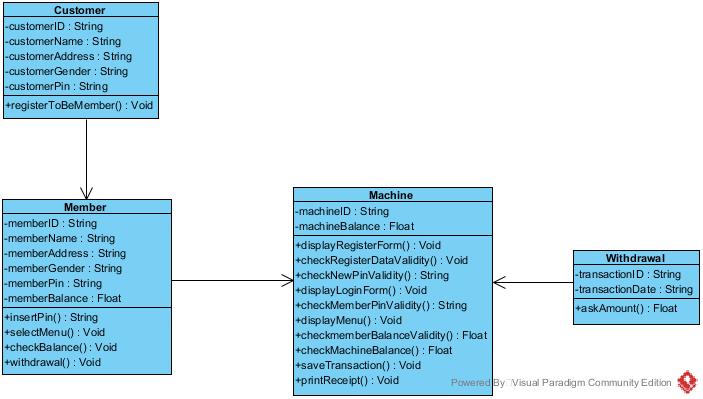 Customer
-customerID : String
-customerName : String
-customerAddress : String
-customerGender : String
-customerPin : String
+registerToBeMember() : Void
Member
-memberID : String
-memberName : String
-memberAddress : String
-memberGender : String
-memberPin : String
-memberBalance : Float
+insertPin() : String
+selectMenu() : Void
+checkBalance() : Void
+withdrawal() : Void
Machine
-machineID : String
-machineBalance : Float
+displayRegisterForm() : Void
+checkRegisterDataValidity() : Void
+checkNewPinValidity() : String
+displayLoginForm() : Void
+checkMemberPinValidity() : String
+displayMenu() : Void
+checkmemberBalanceValidity() : Float
+checkMachineBalance() : Float
+saveTransaction() : Void
+printReceipt() : Void
Withdrawal
-transactionID : String
-transactionDate : String
+askAmount() : Float
Powered By Visual Paradigm Community Edition